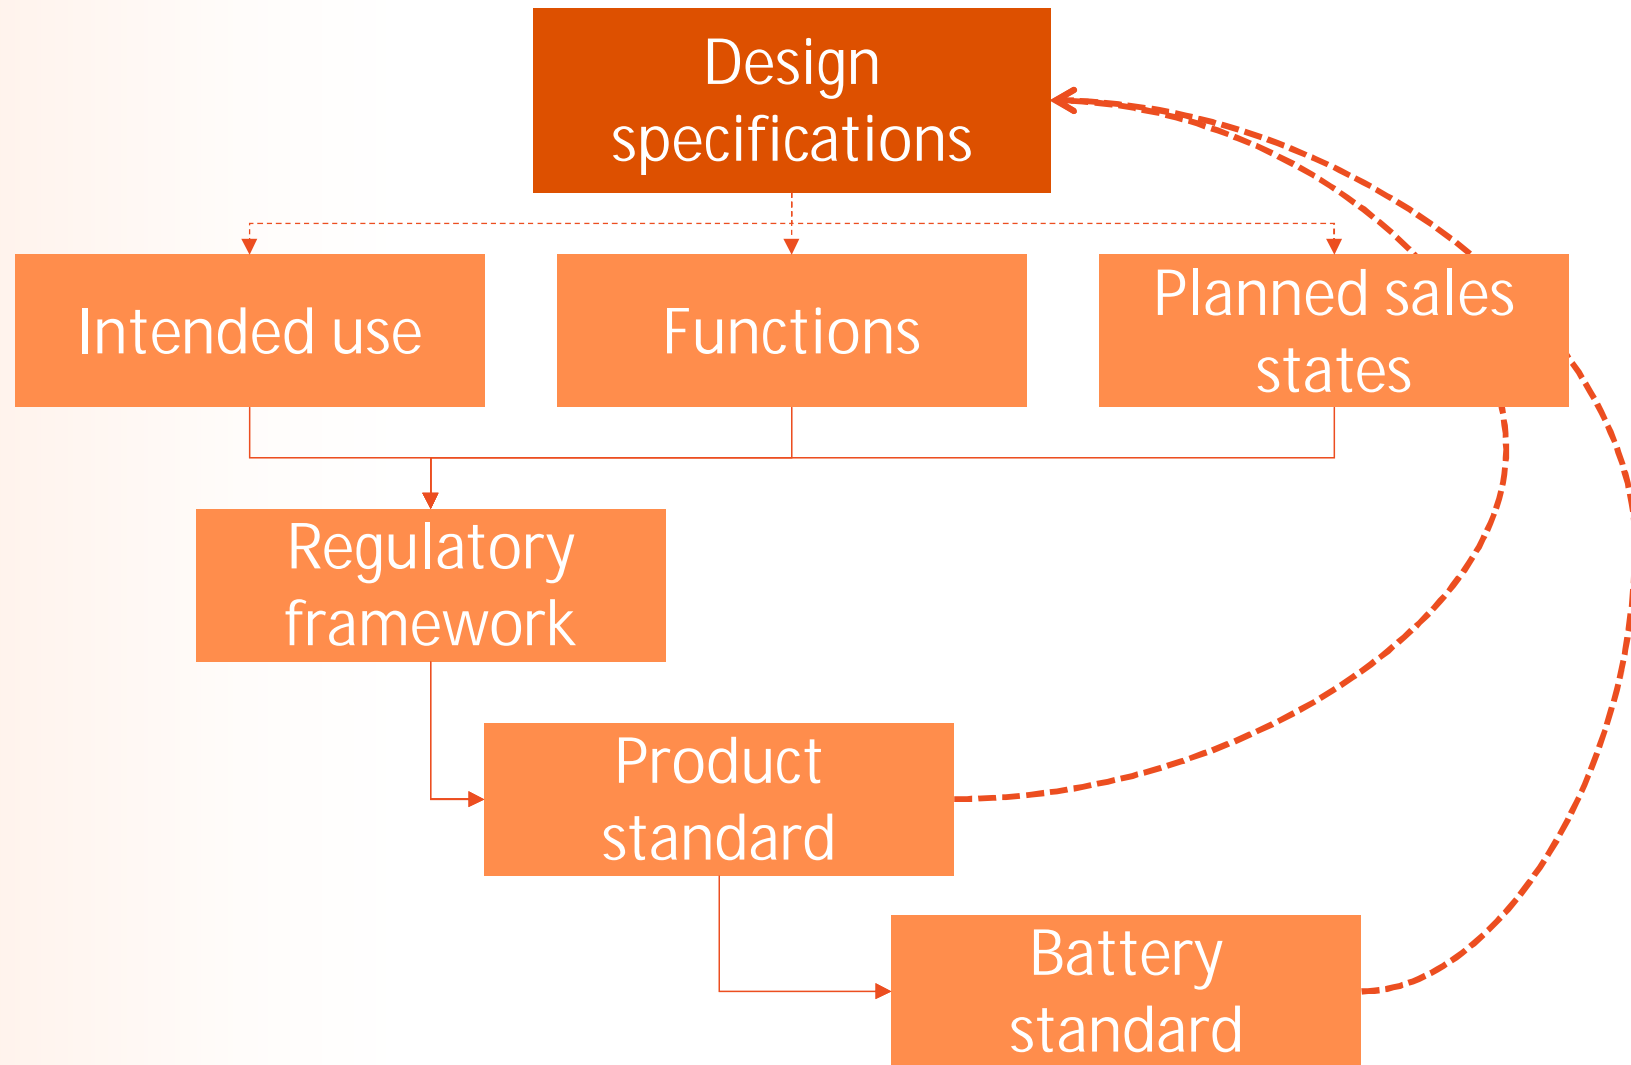 Design
specifications
Intended use
Functions
Planned sales
states
Regulatory
framework
Product
standard
Battery
standard